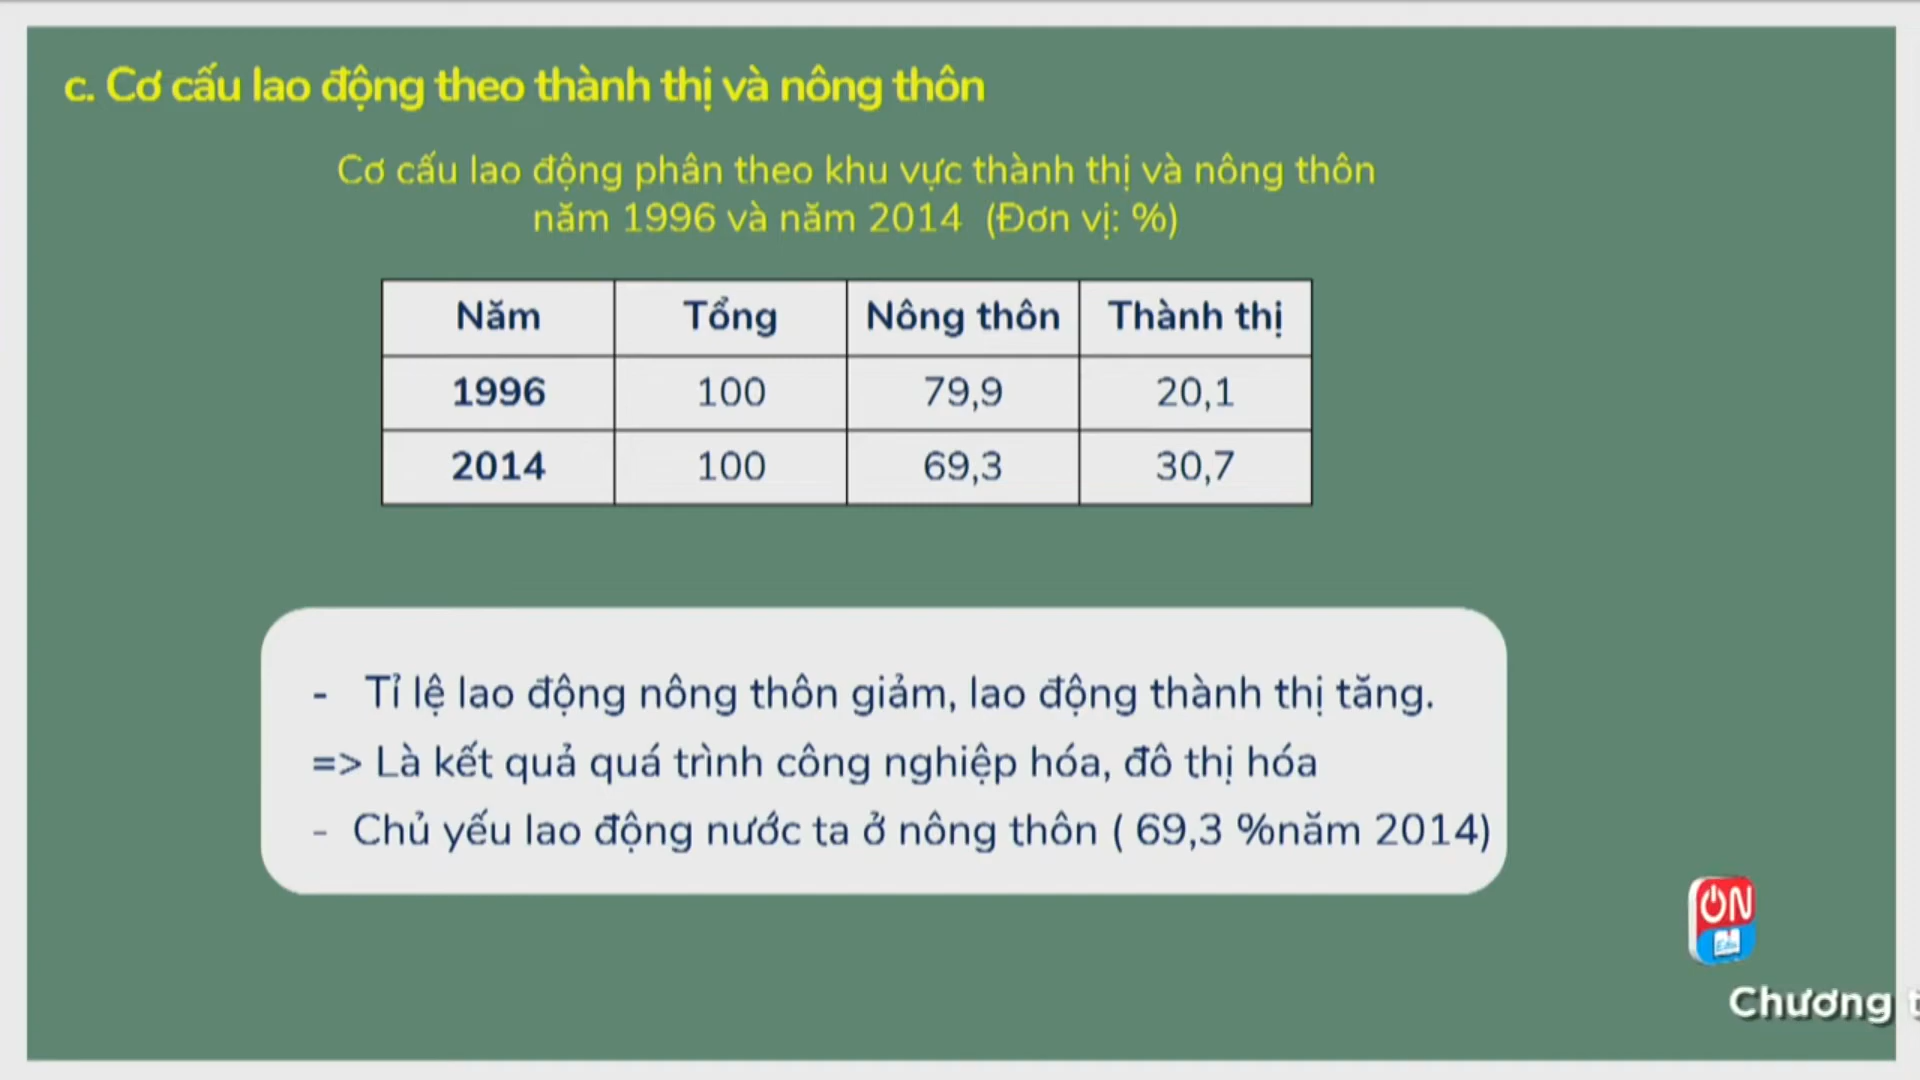 c. Cơ cấu lao động theo thành thị và nông thôn
Cơ cấu lao động phân theo khu vực thành thị và nông thôn
năm 1996 và năm 2014 (Đơn vị: %)
Năm Tổng Nông thôn Thành thị
1996 100 79,9 20,1
2014 100 69,3 30,7
- Tỉ lệ lao động nông thôn giảm, lao động thành thị tăng.
=> Là kết quả quá trình công nghiệp hóa, đô thị hóa
- Chủ yếu lao động nước ta ở nông thôn ( 69,3 %năm 2014)
ON
Edu
Chương